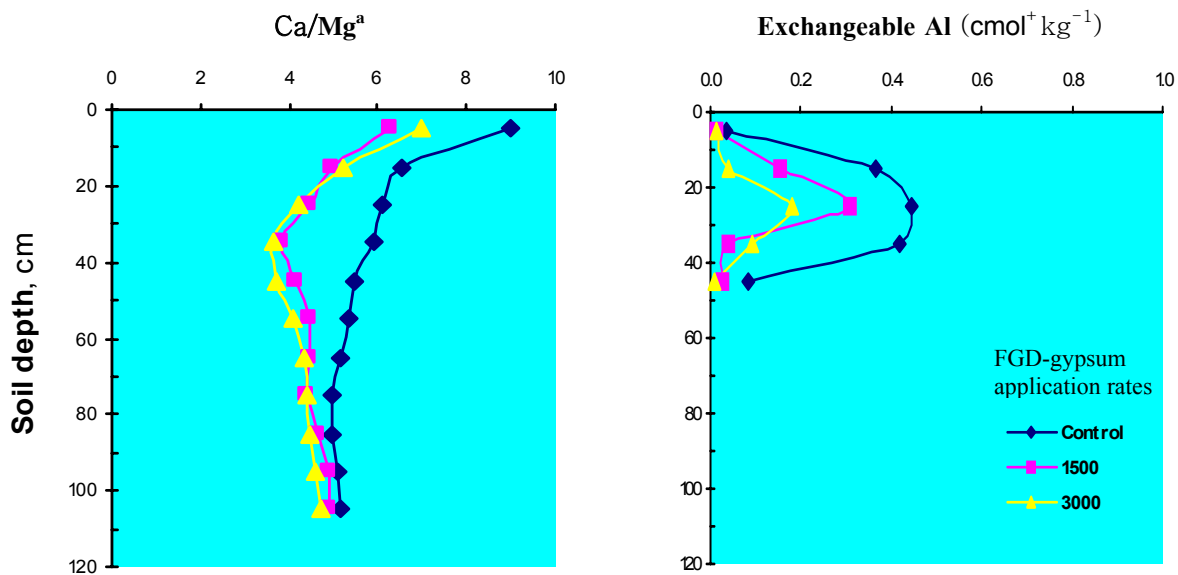 Ca/Mgᵃ
0 2 4 6 8 10
0
20
40
60
80
100
120
Soil depth, cm
Exchangeable Al (cmol⁺kg⁻¹)
0.0 0.2 0.4 0.6 0.8 1.0
0
20
40
60
80
100
120
FGD-gypsum
application rates
Control
1500
3000